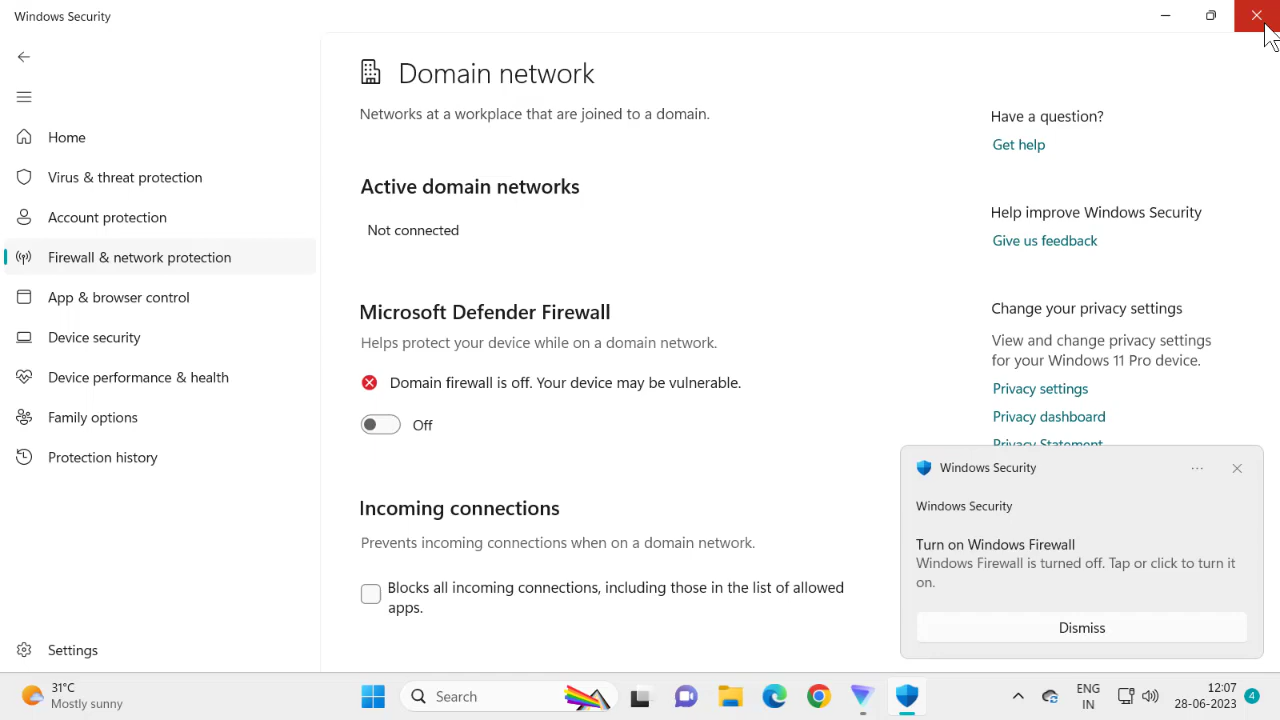 Windows Security
Domain network
Networks at a workplace that are joined to a domain.
Have a question?
Get help
Home
Virus & threat protection
Account protection
Firewall & network protection
App & browser control
Device security
Device performance & health
Family options
Protection history
Settings
Active domain networks
Not connected
Help improve Windows Security
Give us feedback
Microsoft Defender Firewall
Helps protect your device while on a domain network.
Domain firewall is off. Your device may be vulnerable.
Off
Change your privacy settings
View and change privacy settings
for your Windows 11 Pro device.
Privacy settings
Privacy dashboard
Privacy Statement
Incoming connections
Prevents incoming connections when on a domain network.
Blocks all incoming connections, including those in the list of allowed
apps.
Windows Security
Windows Security
Turn on Windows Firewall
Windows Firewall is turned off. Tap or click to turn it
on.
Dismiss
31°C
Mostly sunny
Search
ENG
IN
12:07
28-06-2023
4